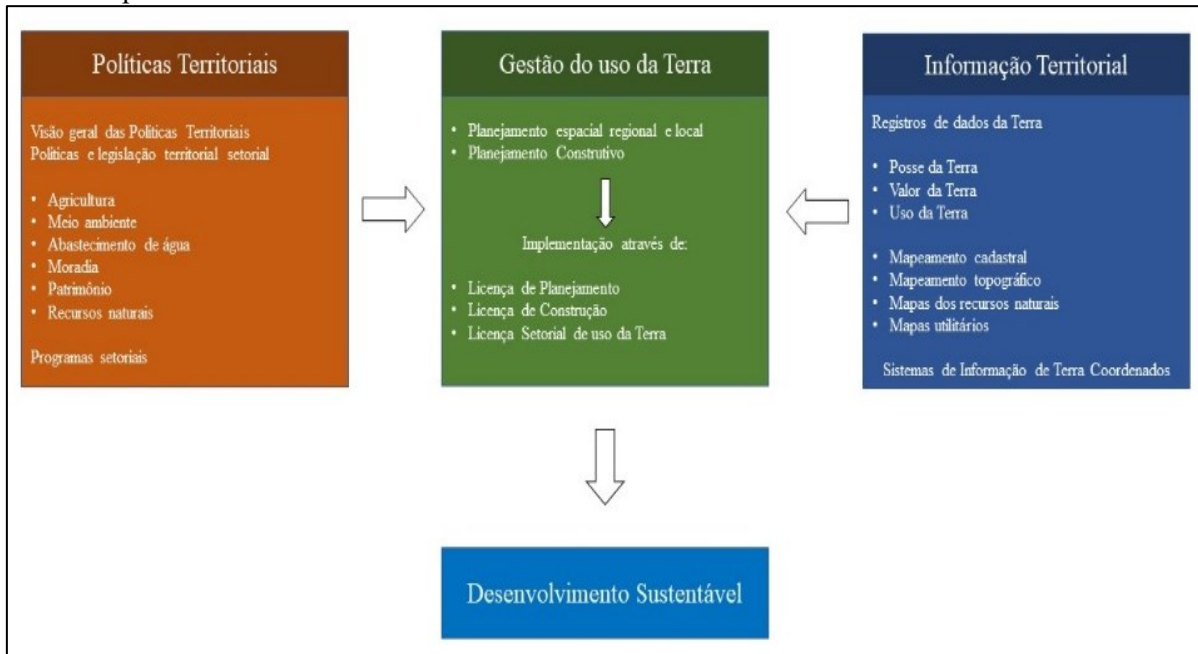 Políticas Territoriais
Visão geral das Políticas Territoriais
Políticas e legislação territorial setorial
• Agricultura
• Meio ambiente
• Abastecimento de água
• Moradia
• Patrimônio
• Recursos naturais
Programas setoriais
Gestão do uso da Terra
• Planejamento espacial regional e local
• Planejamento Construtivo
Implementação através de:
• Licença de Planejamento
• Licença de Construção
• Licença Setorial de uso da Terra
Informação Territorial
Registros de dados da Terra
• Posse da Terra
• Valor da Terra
• Uso da Terra
• Mapeamento cadastral
• Mapeamento topográfico
• Mapas dos recursos naturais
• Mapas utilitários
Sistemas de Informação de Terra Coordenados
Desenvolvimento Sustentável